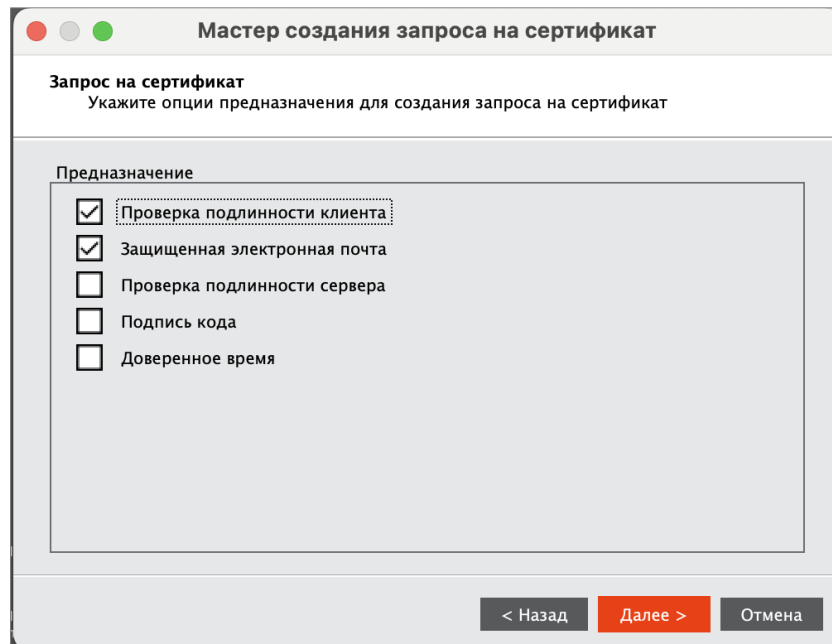 Мастер создания запроса на сертификат
Запрос на сертификат
Укажите опции предназначения для создания запроса на сертификат
Предназначение
Проверка подлинности клиента
Защищенная электронная почта
Проверка подлинности сервера
Подпись кода
Доверенное время
< Назад
Далее >
Отмена